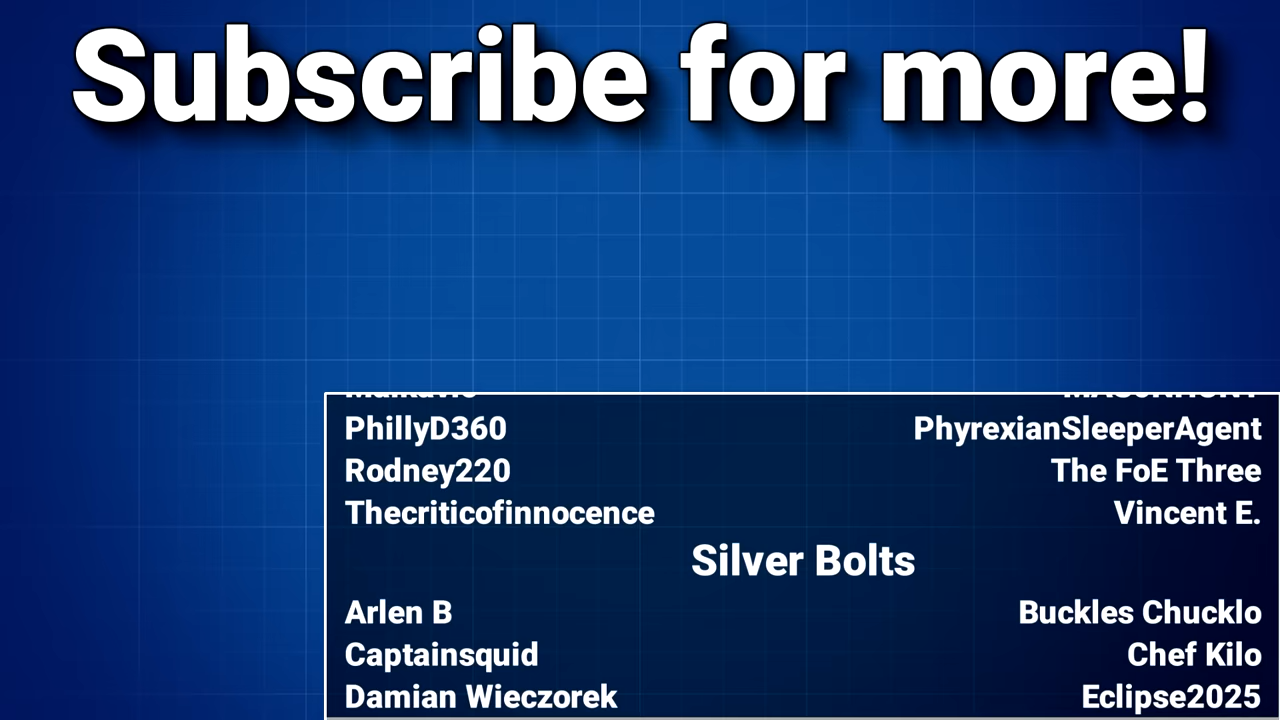 Subscribe for more!
PhillyD360 PhyrexianSleeperAgent
Rodney220 The FoE Three
Thecriticofinnocence Vincent E.
Silver Bolts
Arlen B Buckles Chucklo
Captainsquid Chef Kilo
Damian Wieczorek Eclipse2025